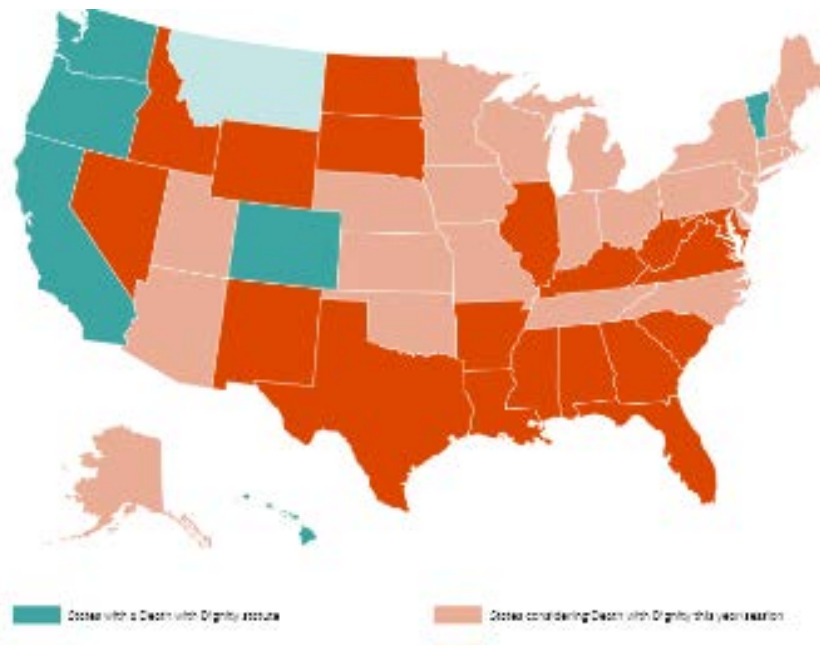 States with a Death with Dignity statute
States considering Death with Dignity this year/session